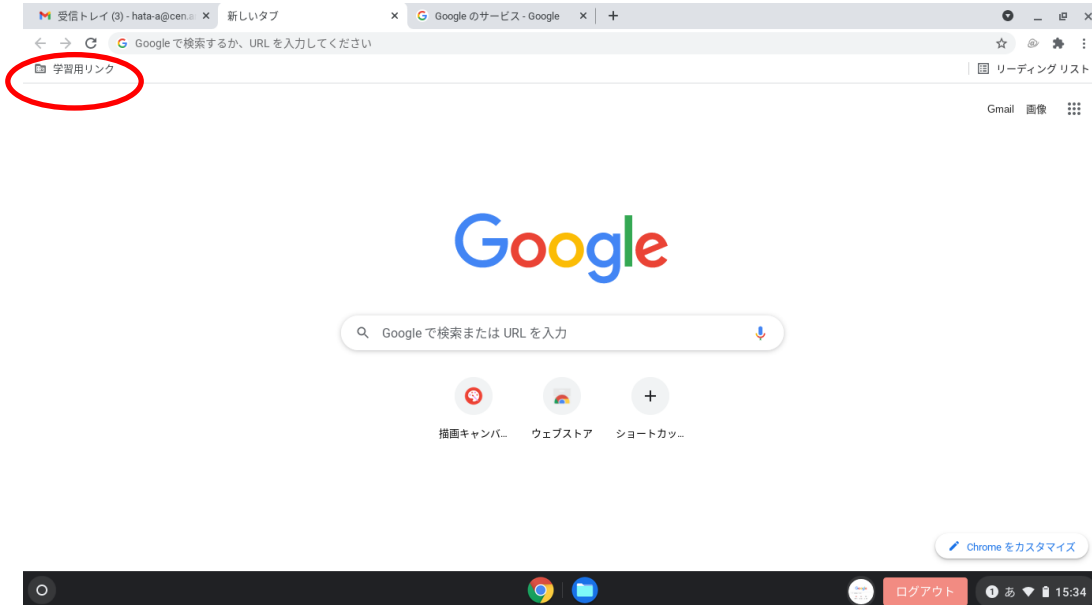 受信トレイ (3) - hata-a@cen.a
新しいタブ
Google のサービス - Google
Google で検索するか、URL を入力してください
学習用リンク
リーディング リスト
Gmail 画像
Google
Google で検索または URL を入力
描画キャンバ...
ウェブストア
ショートカッ...
Chrome をカスタマイズ
ログアウト
1 あ 15:34